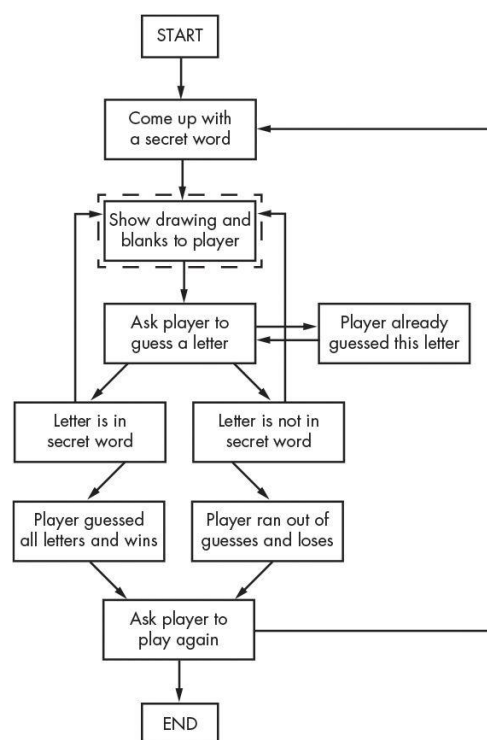 START
Come up with
a secret word
Show drawing and
blanks to player
Ask player to
guess a letter
Player already
guessed this letter
Letter is in
secret word
Letter is not in
secret word
Player guessed
all letters and wins
Player ran out of
guesses and loses
Ask player to
play again
END